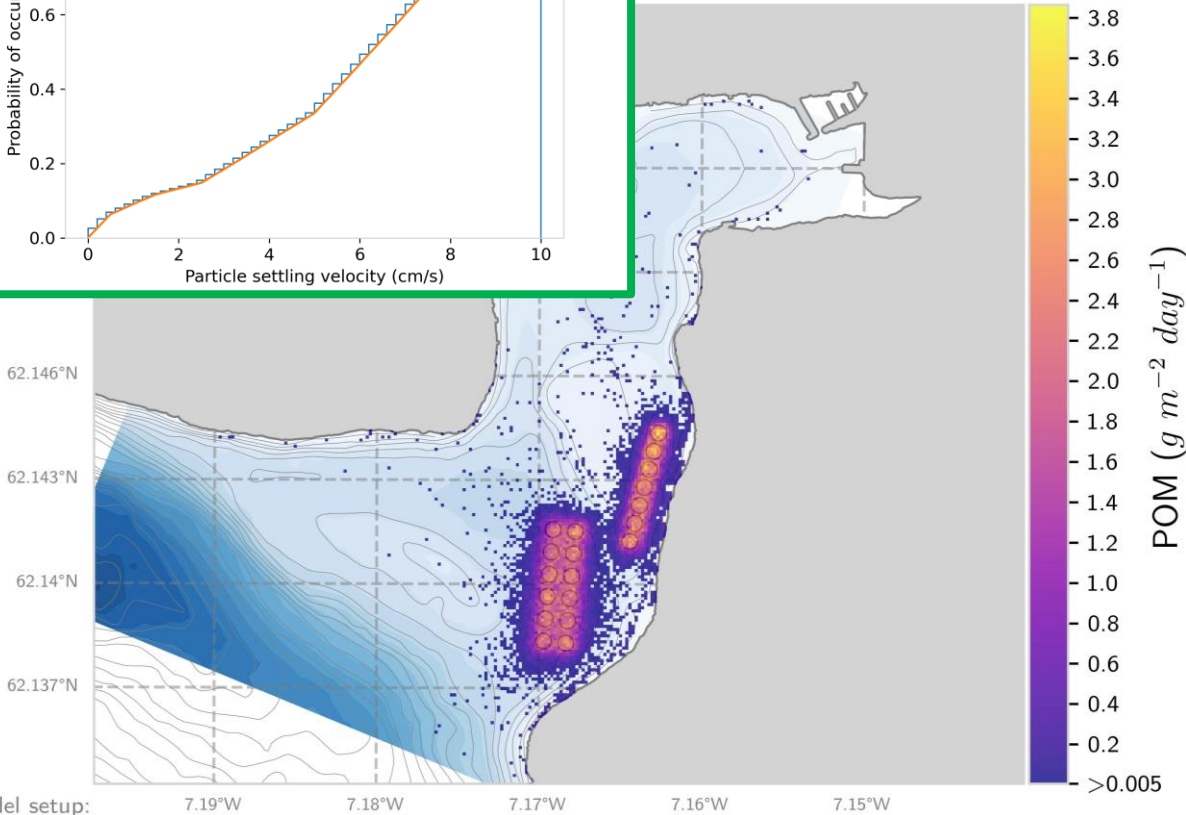 Probability of occu
0.6
0.4
0.2
0.0
0 2 4 6 8 10
Particle settling velocity (cm/s)
62.146°N
62.143°N
62.14°N
62.137°N
del setup:
7.19°W 7.18°W 7.17°W 7.16°W 7.15°W
3.8
3.6
3.4
3.2
3.0
2.8
2.6
2.4
2.2
2.0
1.8
1.6
1.4
1.2
1.0
0.8
0.6
0.4
0.2
>0.005
POM (g m⁻² day⁻¹)